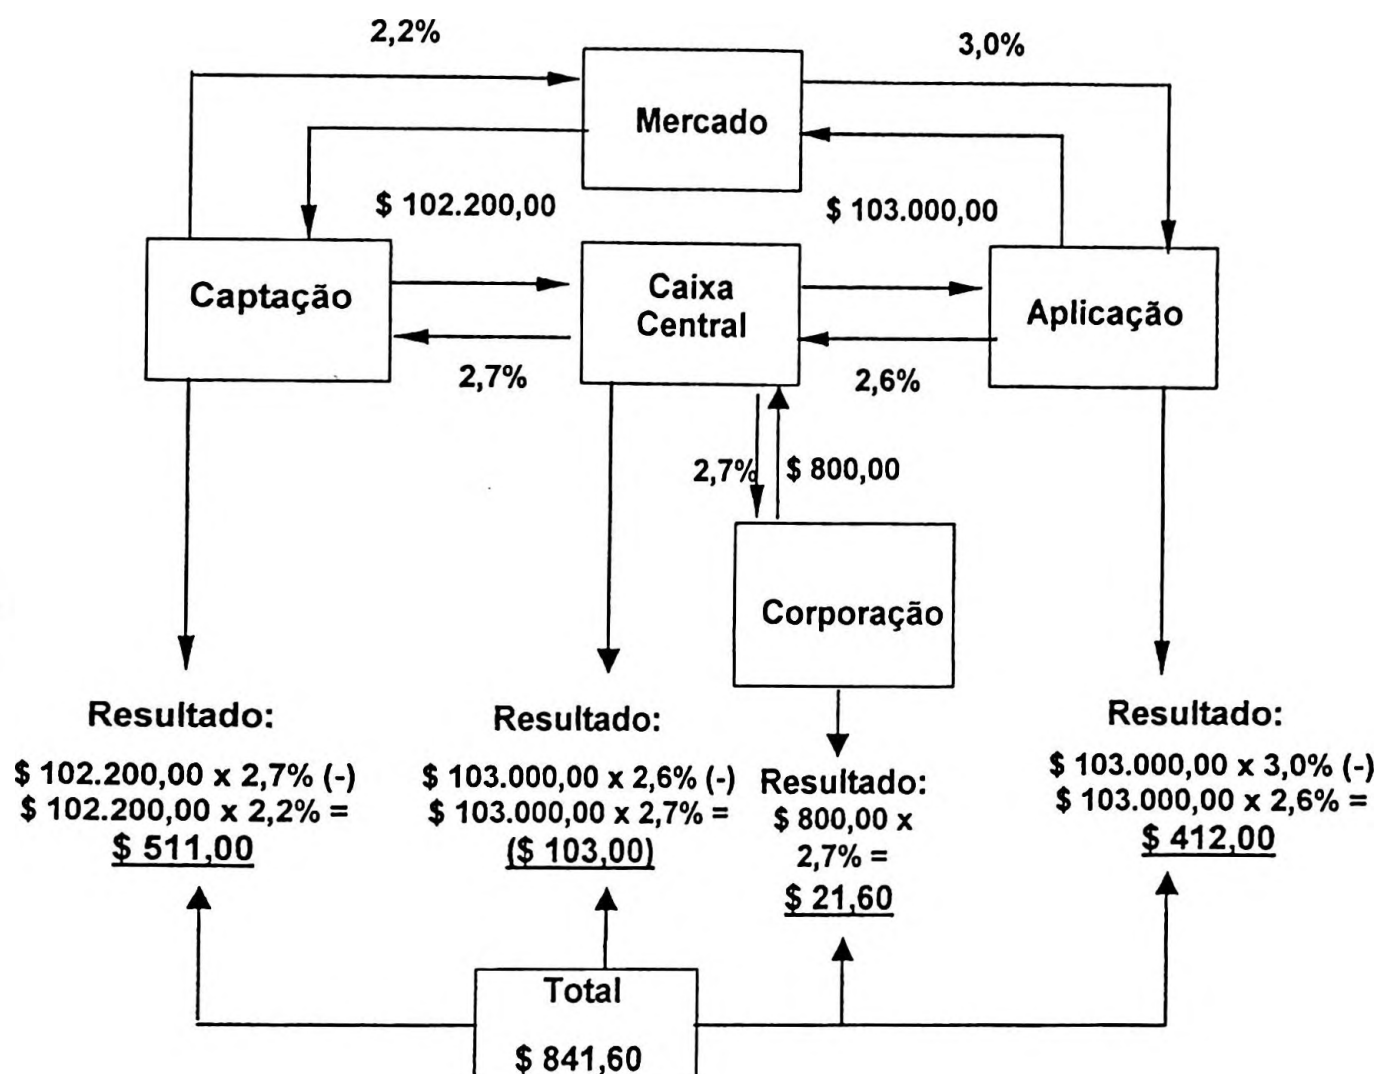 2,2%
3,0%
Mercado
$ 102.200,00
$ 103.000,00
Captação
Caixa
Central
Aplicação
2,7%
2,6%
2,7%
$ 800,00
Corporação
Resultado:
$ 102.200,00 x 2,7% (-)
$ 102.200,00 x 2,2% =
$ 511,00
Resultado:
$ 103.000,00 x 2,6% (-)
$ 103.000,00 x 2,7% =
($ 103,00)
Resultado:
$ 800,00 x
2,7% =
$ 21,60
Resultado:
$ 103.000,00 x 3,0% (-)
$ 103.000,00 x 2,6% =
$ 412,00
Total
$ 841,60